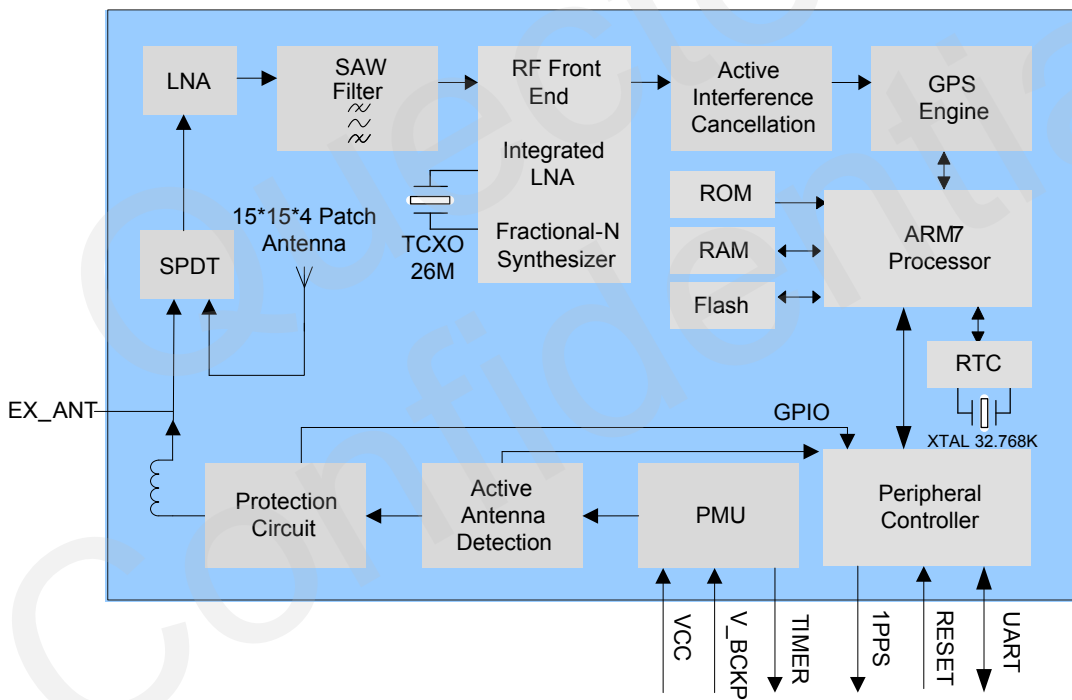 LNA
SAW
Filter
RF Front
End
Integrated
LNA
Fractional-N
Synthesizer
Active
Interference
Cancellation
GPS
Engine
ROM
RAM
Flash
ARM7
Processor
15*15*4 Patch
Antenna
TCXO
26M
SPDT
RTC
XTAL 32.768K
EX_ANT
GPIO
Protection
Circuit
Active
Antenna
Detection
PMU
Peripheral
Controller
VCC
V_BCKP
TIMER
1PPS
RESET
UART
Quectel
Confidential